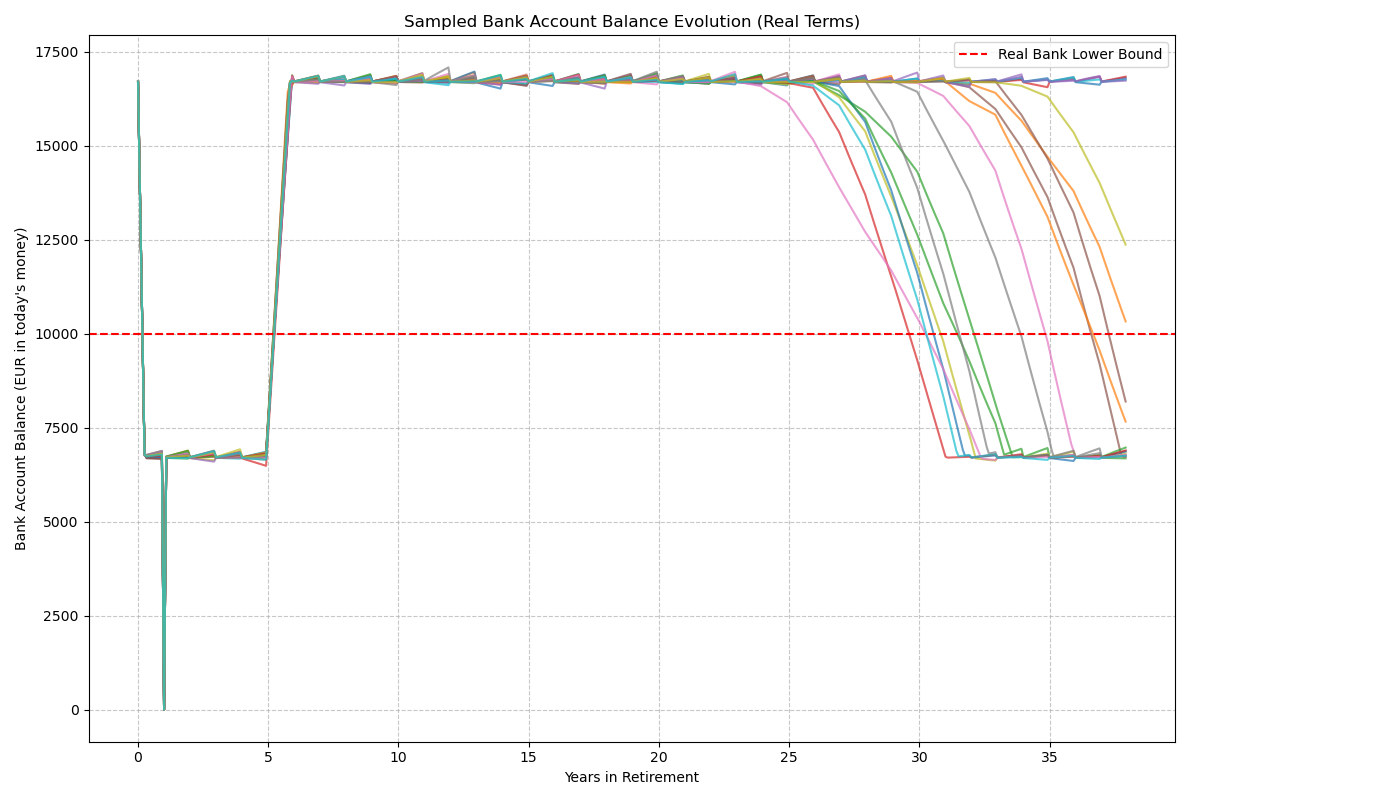 Sampled Bank Account Balance Evolution (Real Terms)
Real Bank Lower Bound
Bank Account Balance (EUR in today's money)
17500
15000
12500
10000
7500
5000
2500
0
0 5 10 15 20 25 30 35
Years in Retirement